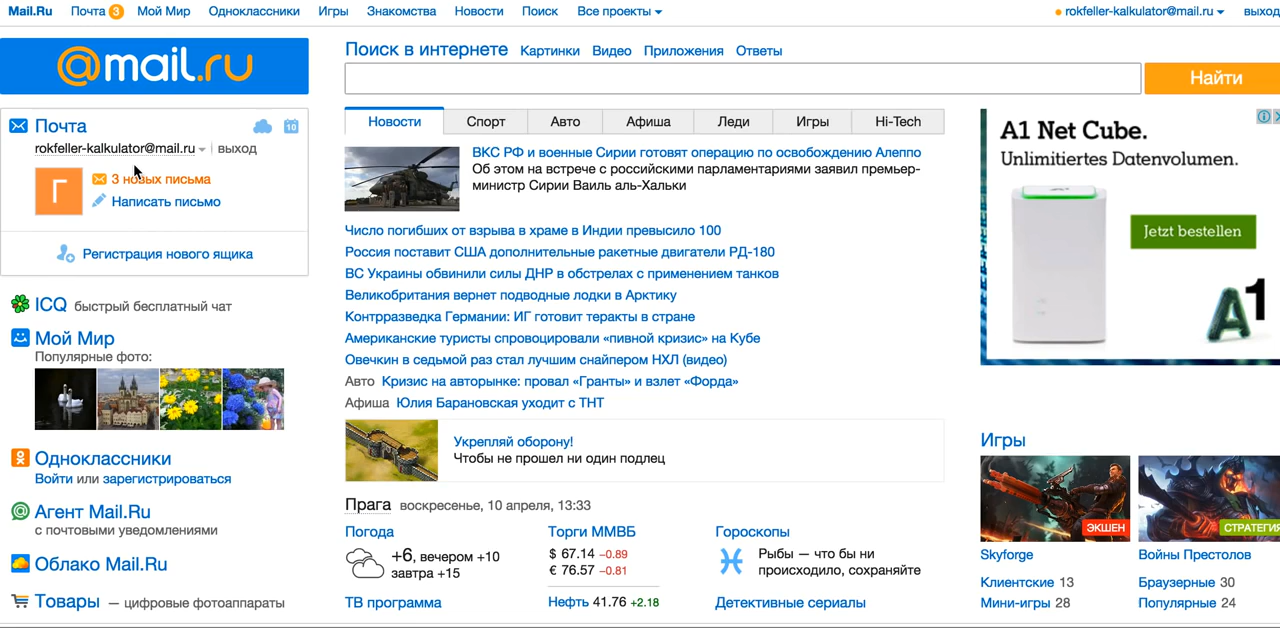 Mail.Ru Почта 3 Мой Мир Одноклассники Игры Знакомства Новости Поиск Все проекты rokfeller-kalkulator@mail.ru выход
@mail.ru
Поиск в интернете Картинки Видео Приложения Ответы
Найти
Почта 10
rokfeller-kalkulator@mail.ru выход
Г
3 новых письма
Написать письмо
Регистрация нового ящика
ICQ быстрый бесплатный чат
Мой Мир
Популярные фото:
Одноклассники
Войти или зарегистрироваться
Агент Mail.Ru
с почтовыми уведомлениями
Облако Mail.Ru
Товары — цифровые фотоаппараты
Новости Спорт Авто Афиша Леди Игры Hi-Tech
ВКС РФ и военные Сирии готовят операцию по освобождению Алеппо
Об этом на встрече с российскими парламентариями заявил премьер-
министр Сирии Ваиль аль-Хальки
Число погибших от взрыва в храме в Индии превысило 100
Россия поставит США дополнительные ракетные двигатели РД-180
ВС Украины обвинили силы ДНР в обстрелах с применением танков
Великобритания вернет подводные лодки в Арктику
Контрразведка Германии: ИГ готовит теракты в стране
Американские туристы спровоцировали «пивной кризис» на Кубе
Овечкин в седьмой раз стал лучшим снайпером НХЛ (видео)
Авто Кризис на авторынке: провал «Гранты» и взлет «Форда»
Афиша Юлия Барановская уходит с ТНТ
Укрепляй оборону!
Чтобы не прошел ни один подлец
Прага воскресенье, 10 апреля, 13:33
Погода
+6, вечером +10
завтра +15
ТВ программа
Торги ММВБ
$ 67.14 −0.89
€ 76.57 −0.81
Нефть 41.76 +2.18
Гороскопы
Рыбы — что бы ни
происходило, сохраняйте
Детективные сериалы
A1 Net Cube.
Unlimitiertes Datenvolumen.
Jetzt bestellen
A1
Игры
ЭКШЕН
СТРАТЕГИЯ
Skyforge
Войны Престолов
Клиентские 13
Браузерные 30
Мини-игры 28
Популярные 24